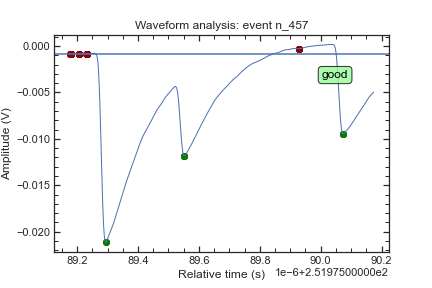 Waveform analysis: event n_457
0.000
−0.005
−0.010
−0.015
−0.020
Amplitude (V)
good
89.2 89.4 89.6 89.8 90.0 90.2
Relative time (s)
1e−6+2.5197500000e2